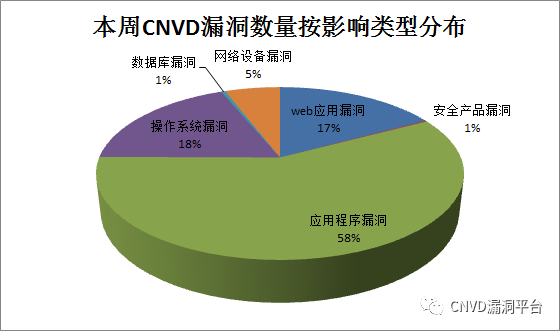 本周CNVD漏洞数量按影响类型分布
网络设备漏洞
5%
数据库漏洞
1%
web应用漏洞
17%
安全产品漏洞
1%
操作系统漏洞
18%
应用程序漏洞
58%
CNVD漏洞平台